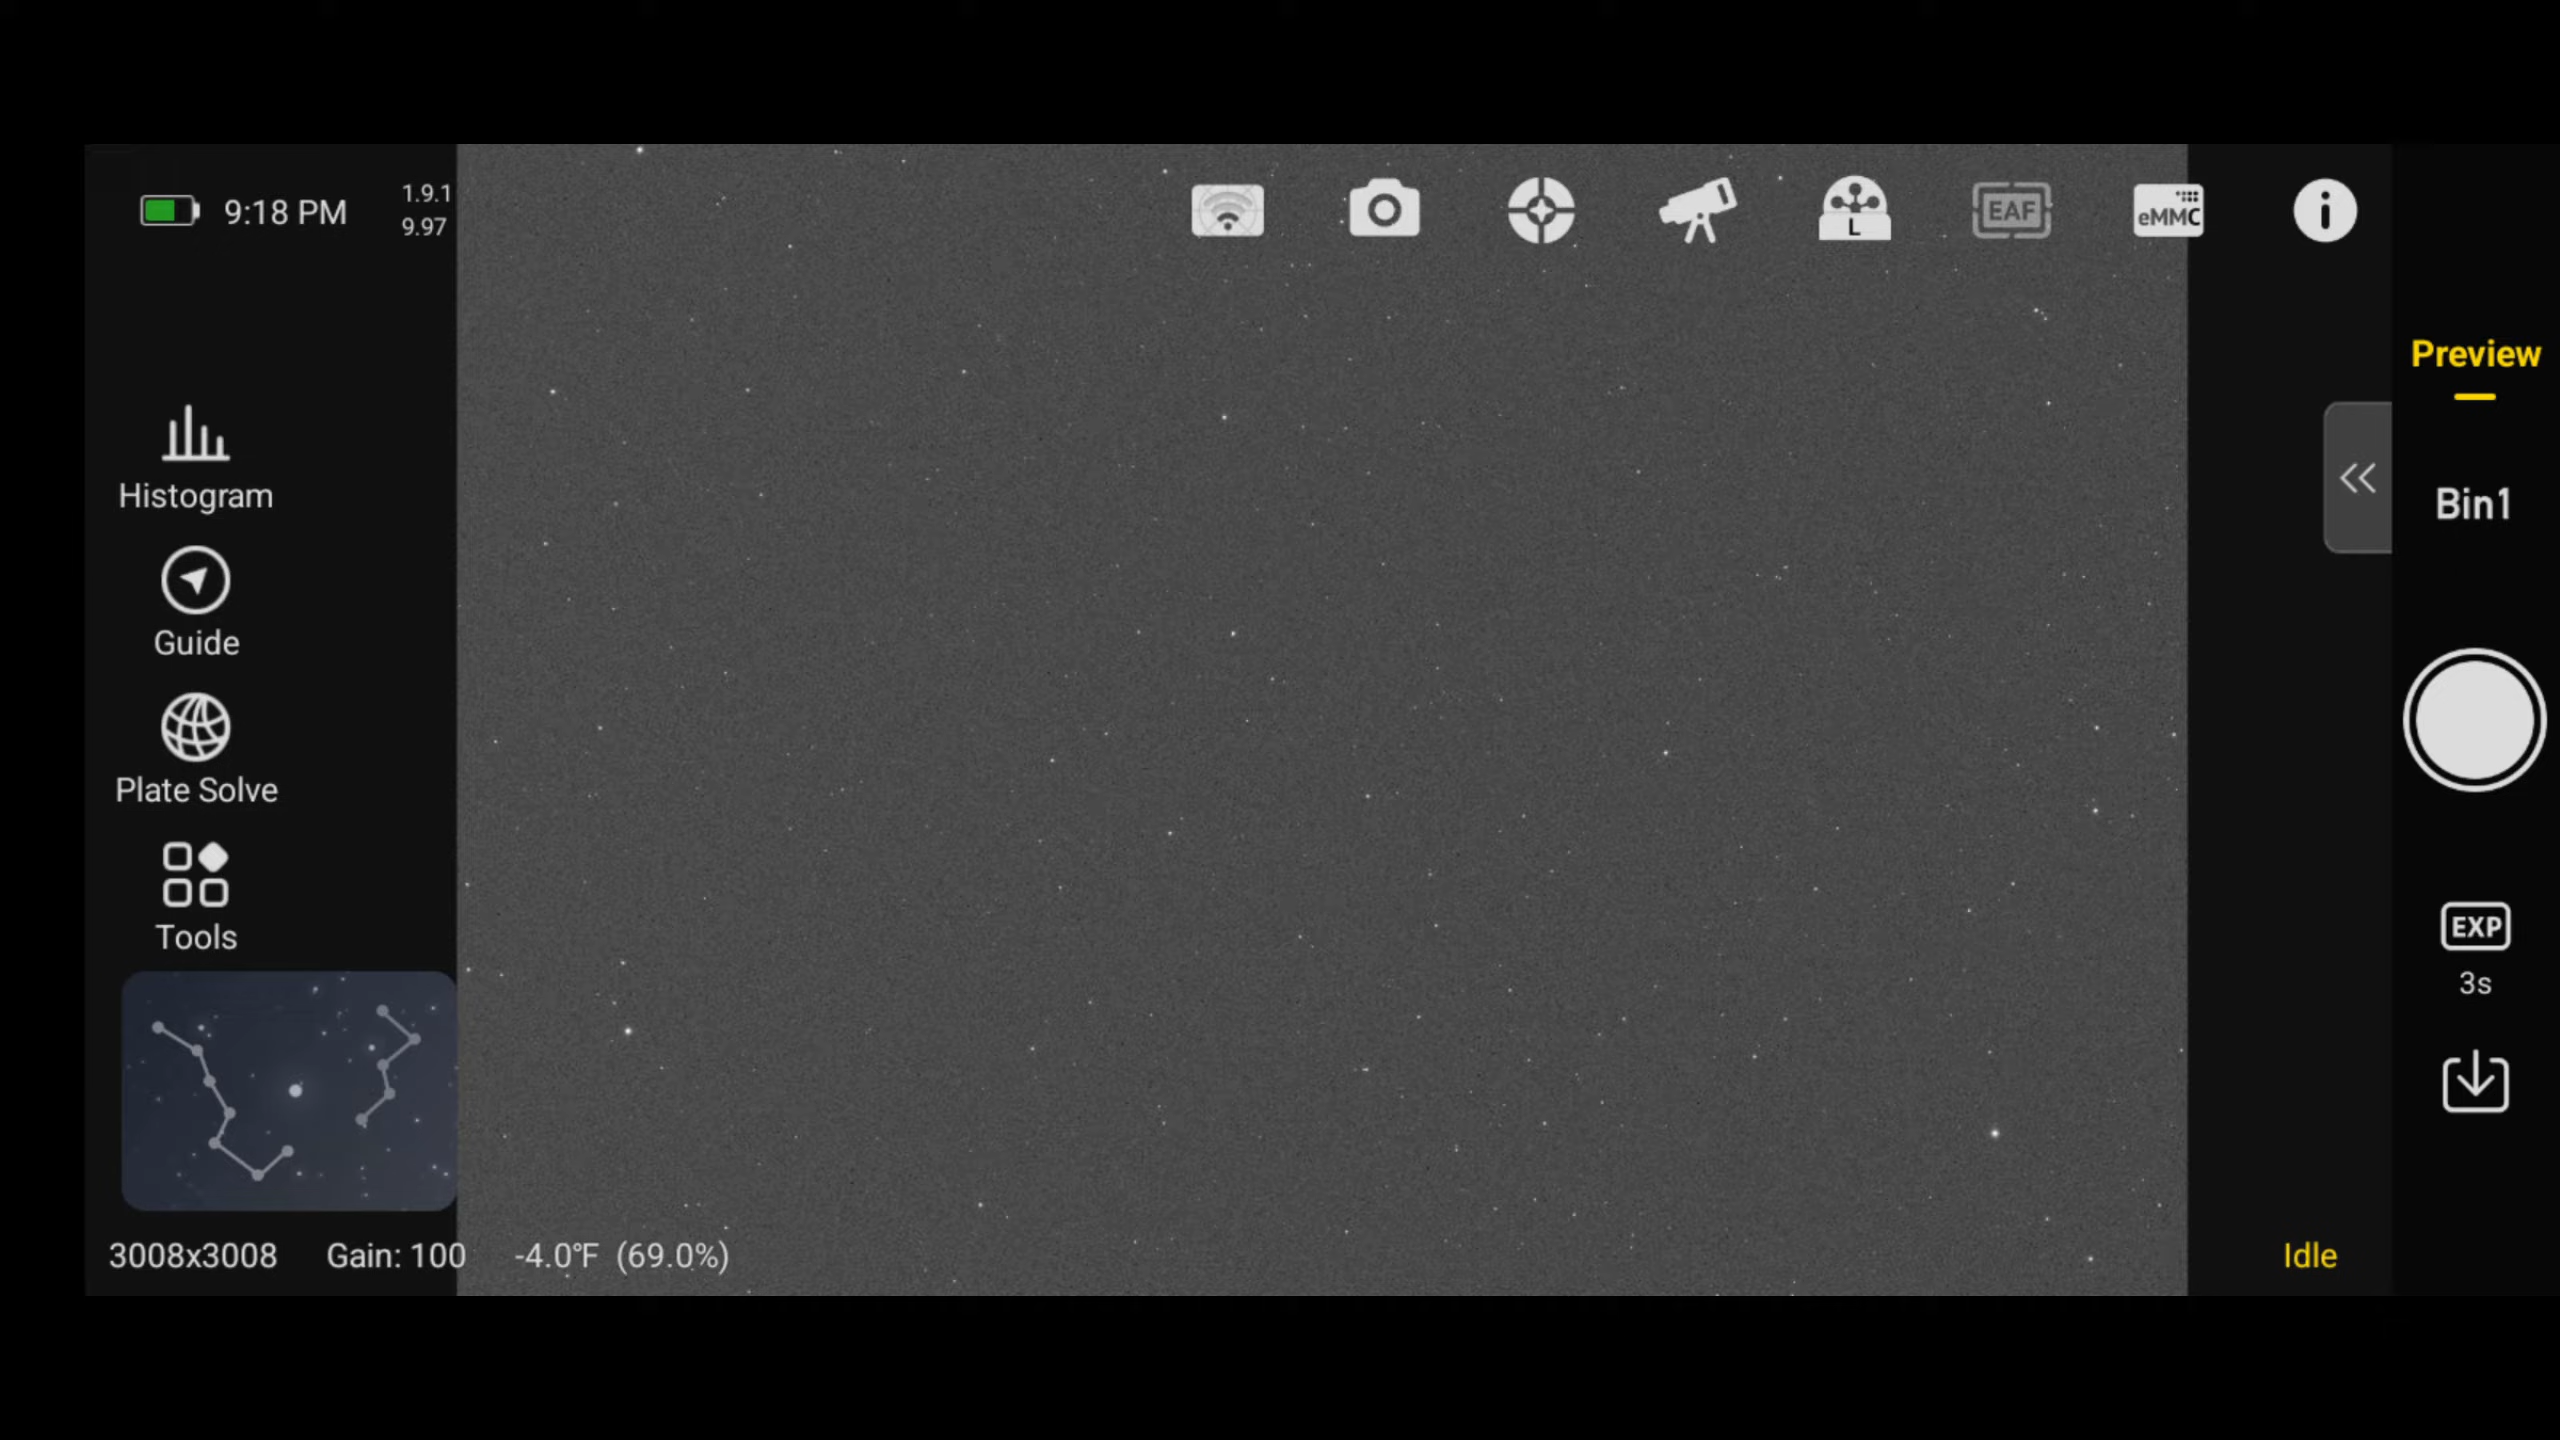 9:18 PM
1.9.1
9.97
L
EAF
eMMC
Preview
Histogram
Bin1
Guide
Plate Solve
Tools
EXP
3s
3008x3008 Gain: 100 -4.0℉ (69.0%)
Idle